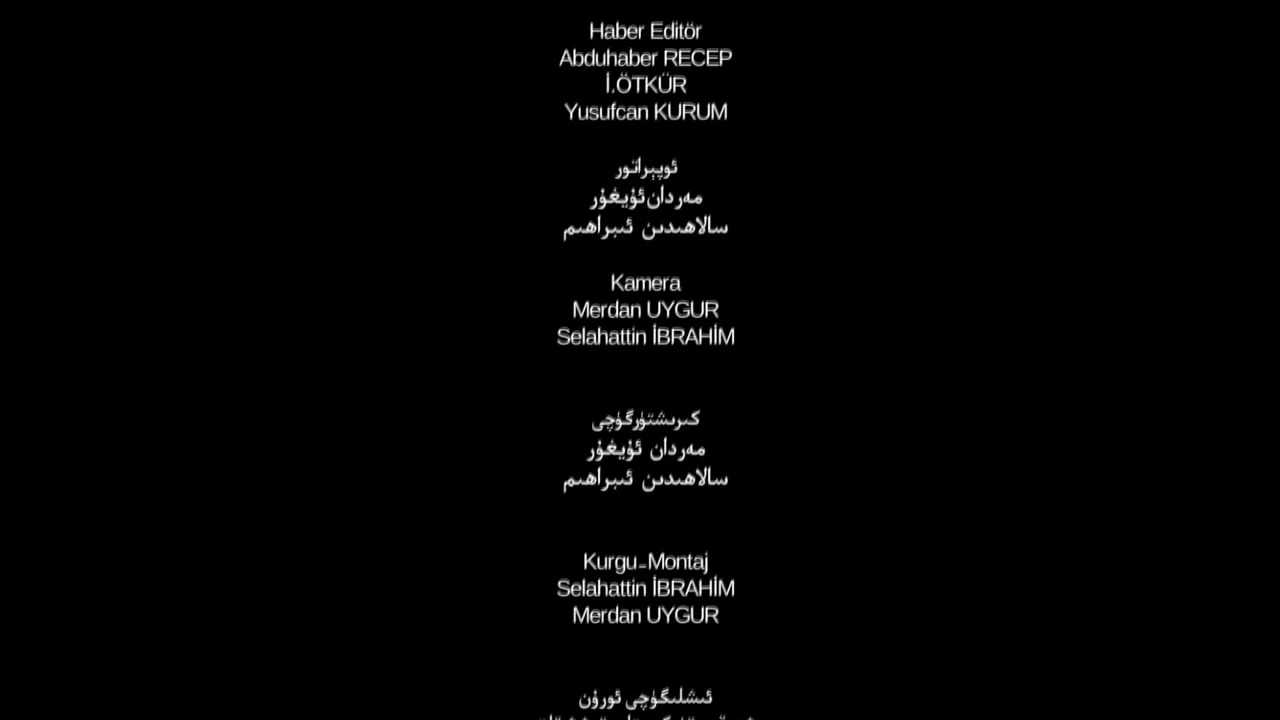 Haber Editör
Abduhaber RECEP
İ.ÖTKÜR
Yusufcan KURUM
ئوپېراتور
مەردان ئۇيغۇر
سالاھىدىن ئىبراھىم
Kamera
Merdan UYGUR
Selahattin İBRAHİM
كىرىشتۈرگۈچى
مەردان ئۇيغۇر
سالاھىدىن ئىبراھىم
Kurgu-Montaj
Selahattin İBRAHİM
Merdan UYGUR
ئىشلىگۈچى ئورۇن